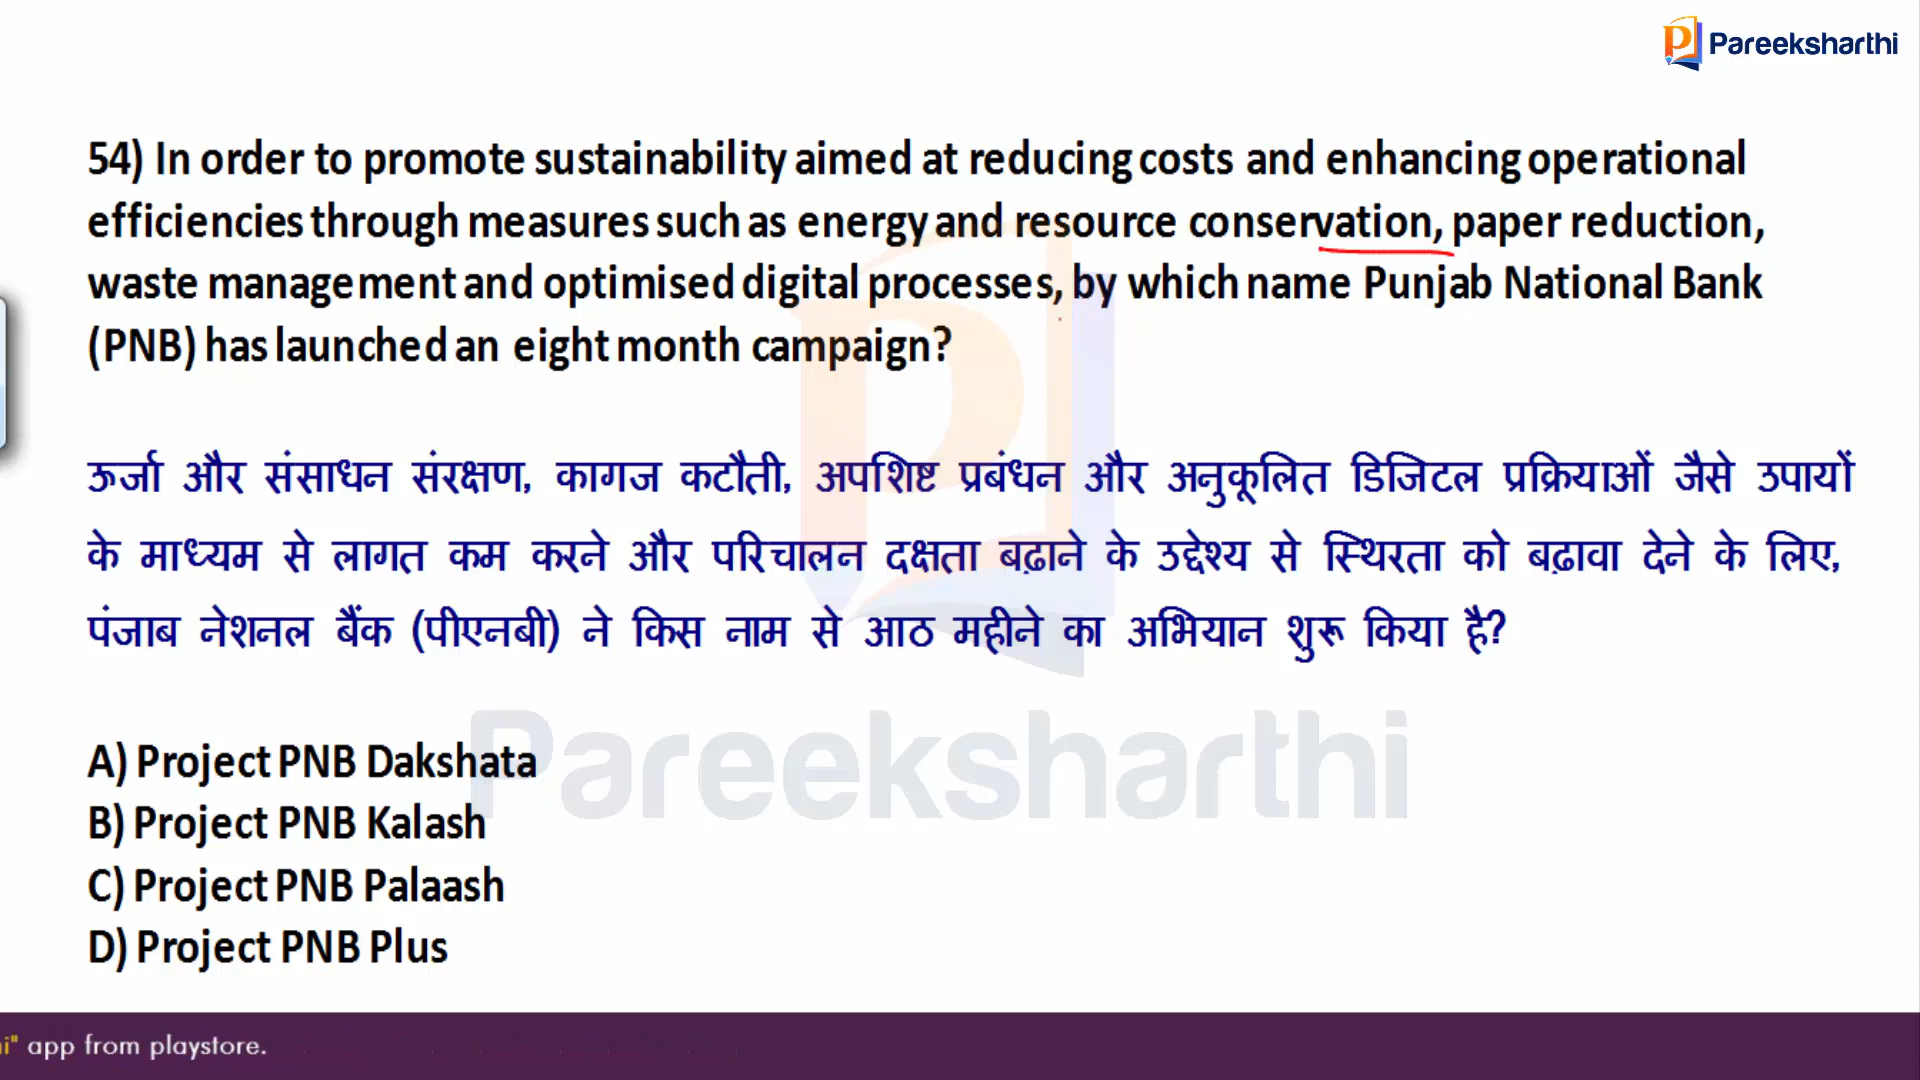 Pareeksharthi
54) In order to promote sustainability aimed at reducing costs and enhancing operational
efficiencies through measures such as energy and resource conservation, paper reduction,
waste management and optimised digital processes, by which name Punjab National Bank
(PNB) has launched an eight month campaign?
ऊर्जा और संसाधन संरक्षण, कागज कटौती, अपशिष्ट प्रबंधन और अनुकूलित डिजिटल प्रक्रियाओं जैसे उपायों
के माध्यम से लागत कम करने और परिचालन दक्षता बढ़ाने के उद्देश्य से स्थिरता को बढ़ावा देने के लिए,
पंजाब नेशनल बैंक (पीएनबी) ने किस नाम से आठ महीने का अभियान शुरू किया है?
Pareeksharthi
A) Project PNB Dakshata
B) Project PNB Kalash
C) Project PNB Palaash
D) Project PNB Plus
i" app from playstore.